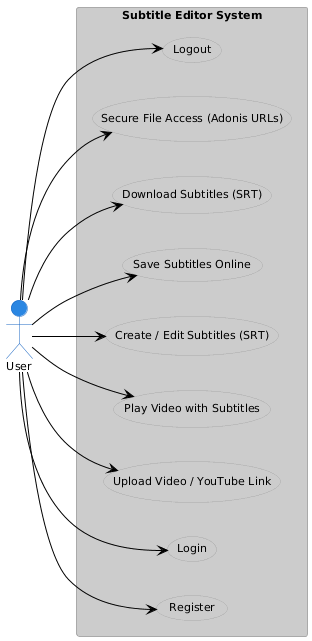 Subtitle Editor System
Logout
Secure File Access (Adonis URLs)
Download Subtitles (SRT)
Save Subtitles Online
Create / Edit Subtitles (SRT)
User
Play Video with Subtitles
Upload Video / YouTube Link
Login
Register